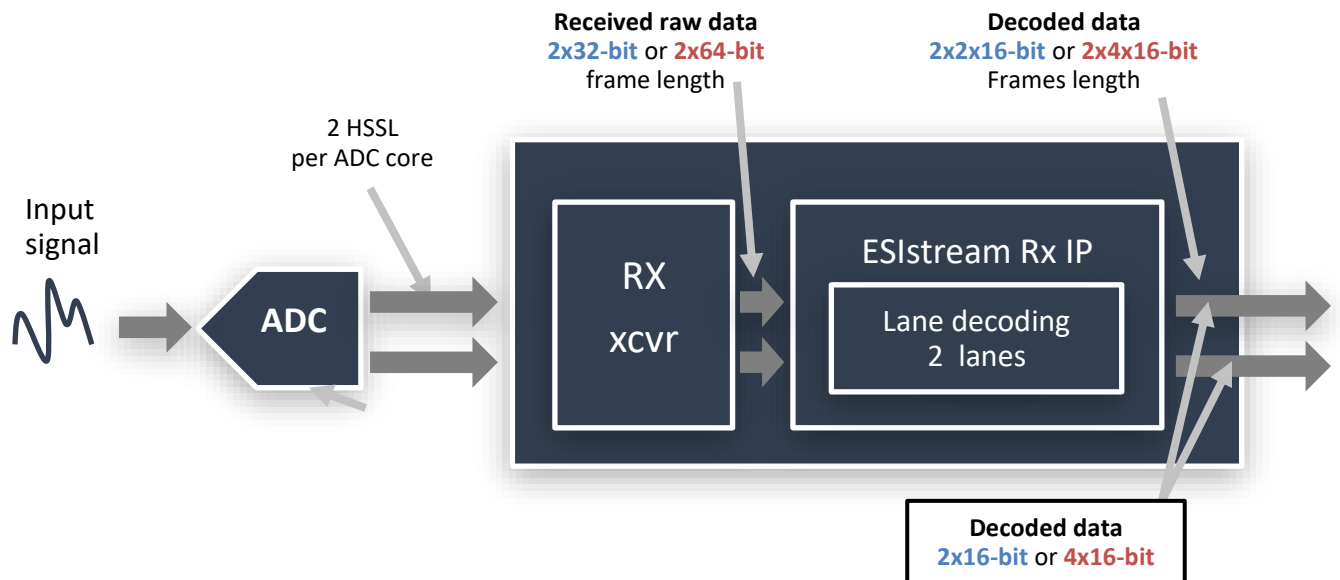 Received raw data
2x32-bit or 2x64-bit
frame length
Decoded data
2x2x16-bit or 2x4x16-bit
Frames length
2 HSSL
per ADC core
Input
signal
ADC
RX
xcvr
ESIstream Rx IP
Lane decoding
2 lanes
Decoded data
2x16-bit or 4x16-bit